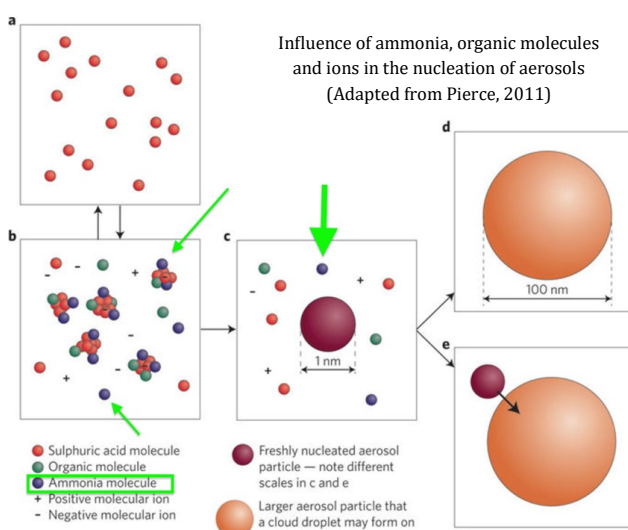 a
Influence of ammonia, organic molecules
and ions in the nucleation of aerosols
(Adapted from Pierce, 2011)
d
100 nm
b
- - +
-
-
+
-
c
- +
1 nm
+
e
Sulphuric acid molecule
Organic molecule
Ammonia molecule
+ Positive molecular ion
- Negative molecular ion
Freshly nucleated aerosol
particle — note different
scales in c and e
Larger aerosol particle that
a cloud droplet may form on